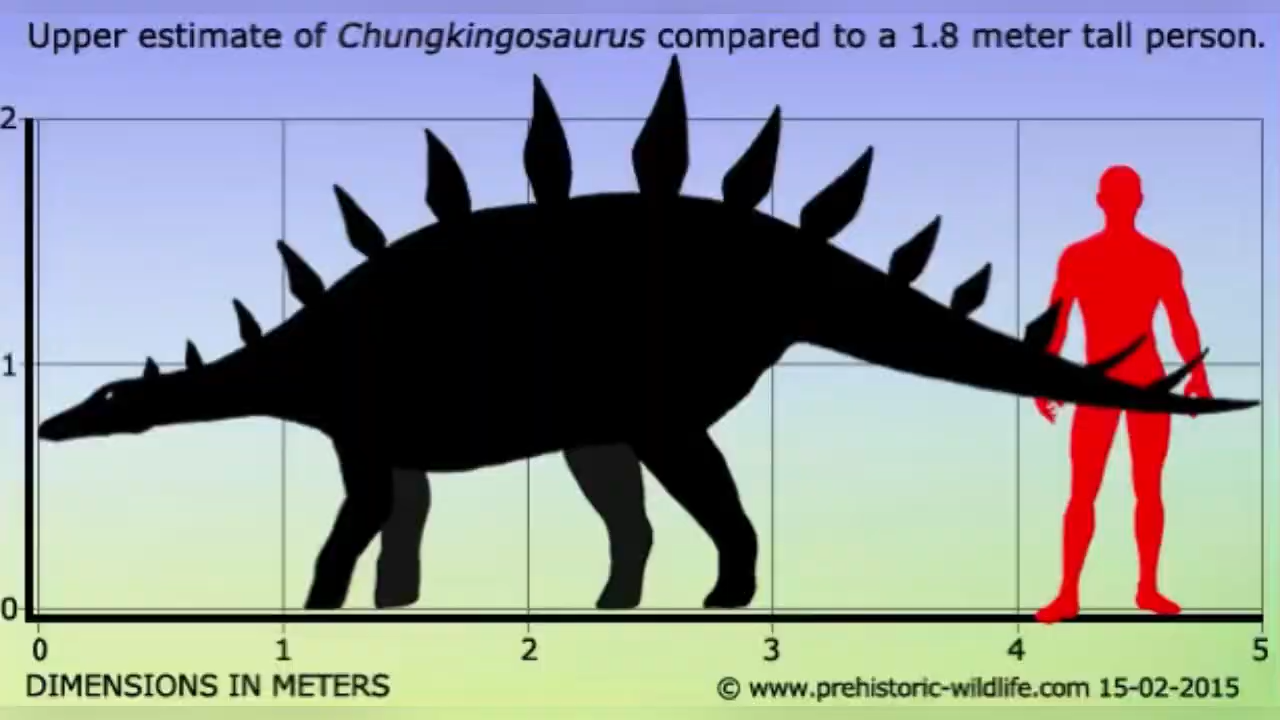 Upper estimate of Chungkingosaurus compared to a 1.8 meter tall person.
2
1
0
0 1 2 3 4 5
DIMENSIONS IN METERS
© www.prehistoric-wildlife.com 15-02-2015